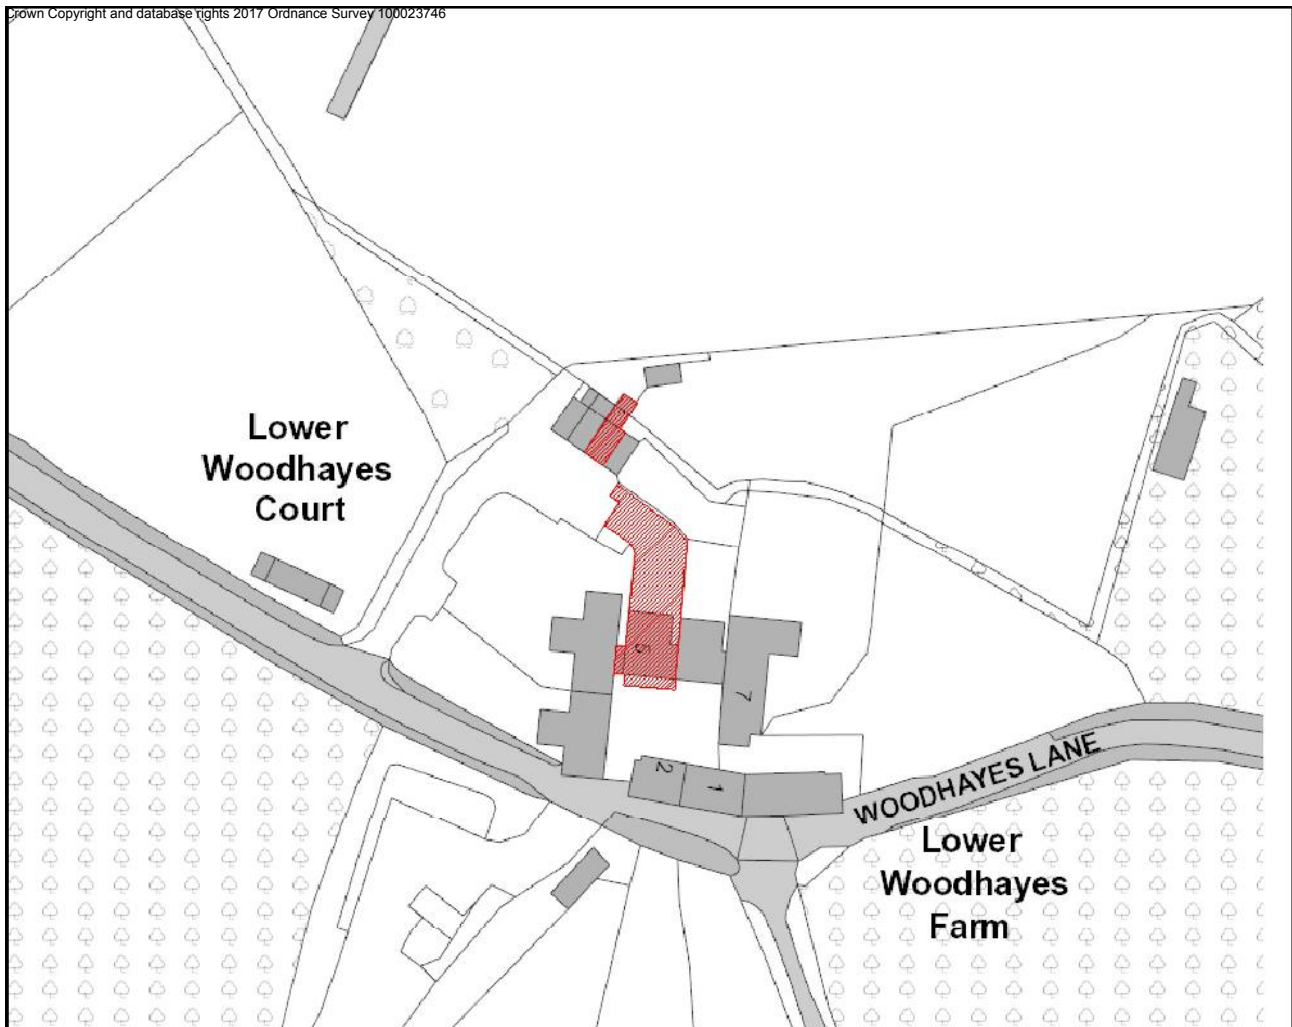 Crown Copyright and database rights 2017 Ordnance Survey 100023746
Lower
Woodhayes
Court
5
7
2
1
WOODHAYES LANE
Lower
Woodhayes
Farm